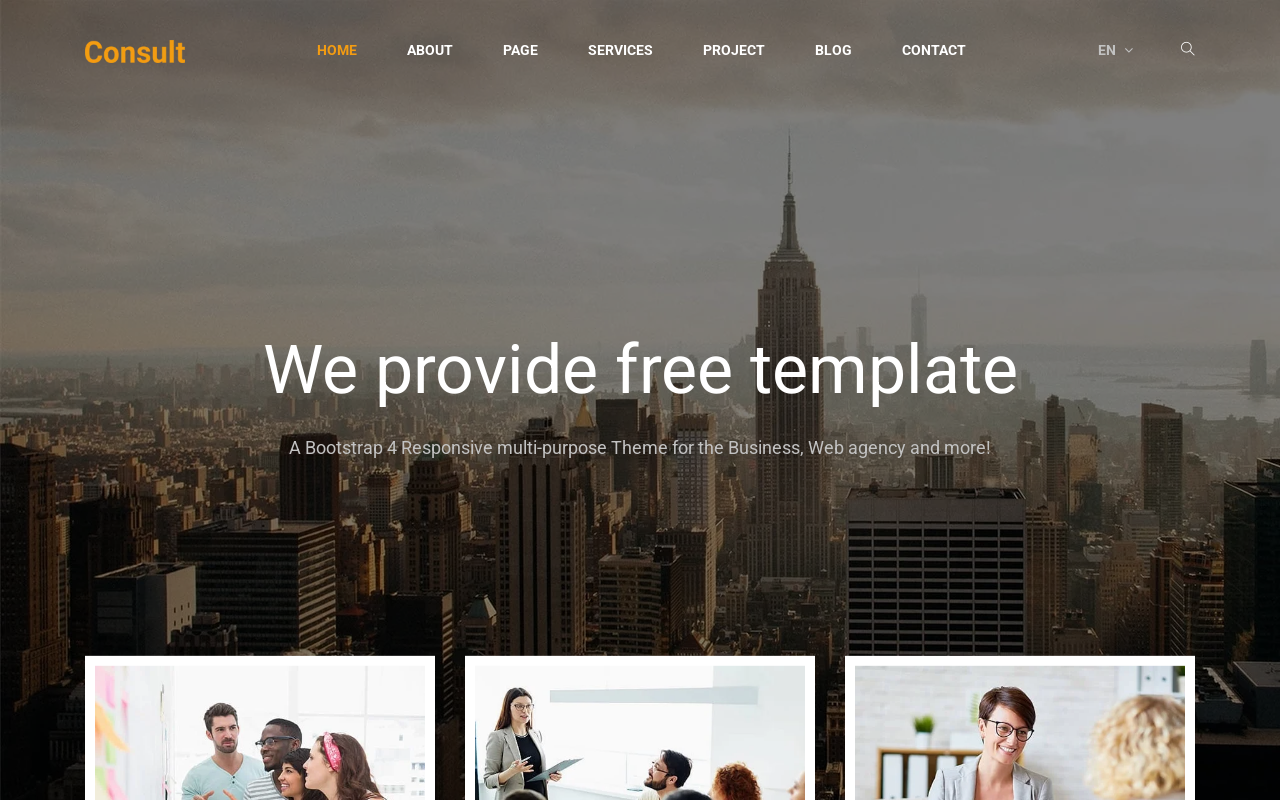 Consult
HOME
ABOUT
PAGE
SERVICES
PROJECT
BLOG
CONTACT
EN
We provide free template
A Bootstrap 4 Responsive multi-purpose Theme for the Business, Web agency and more!